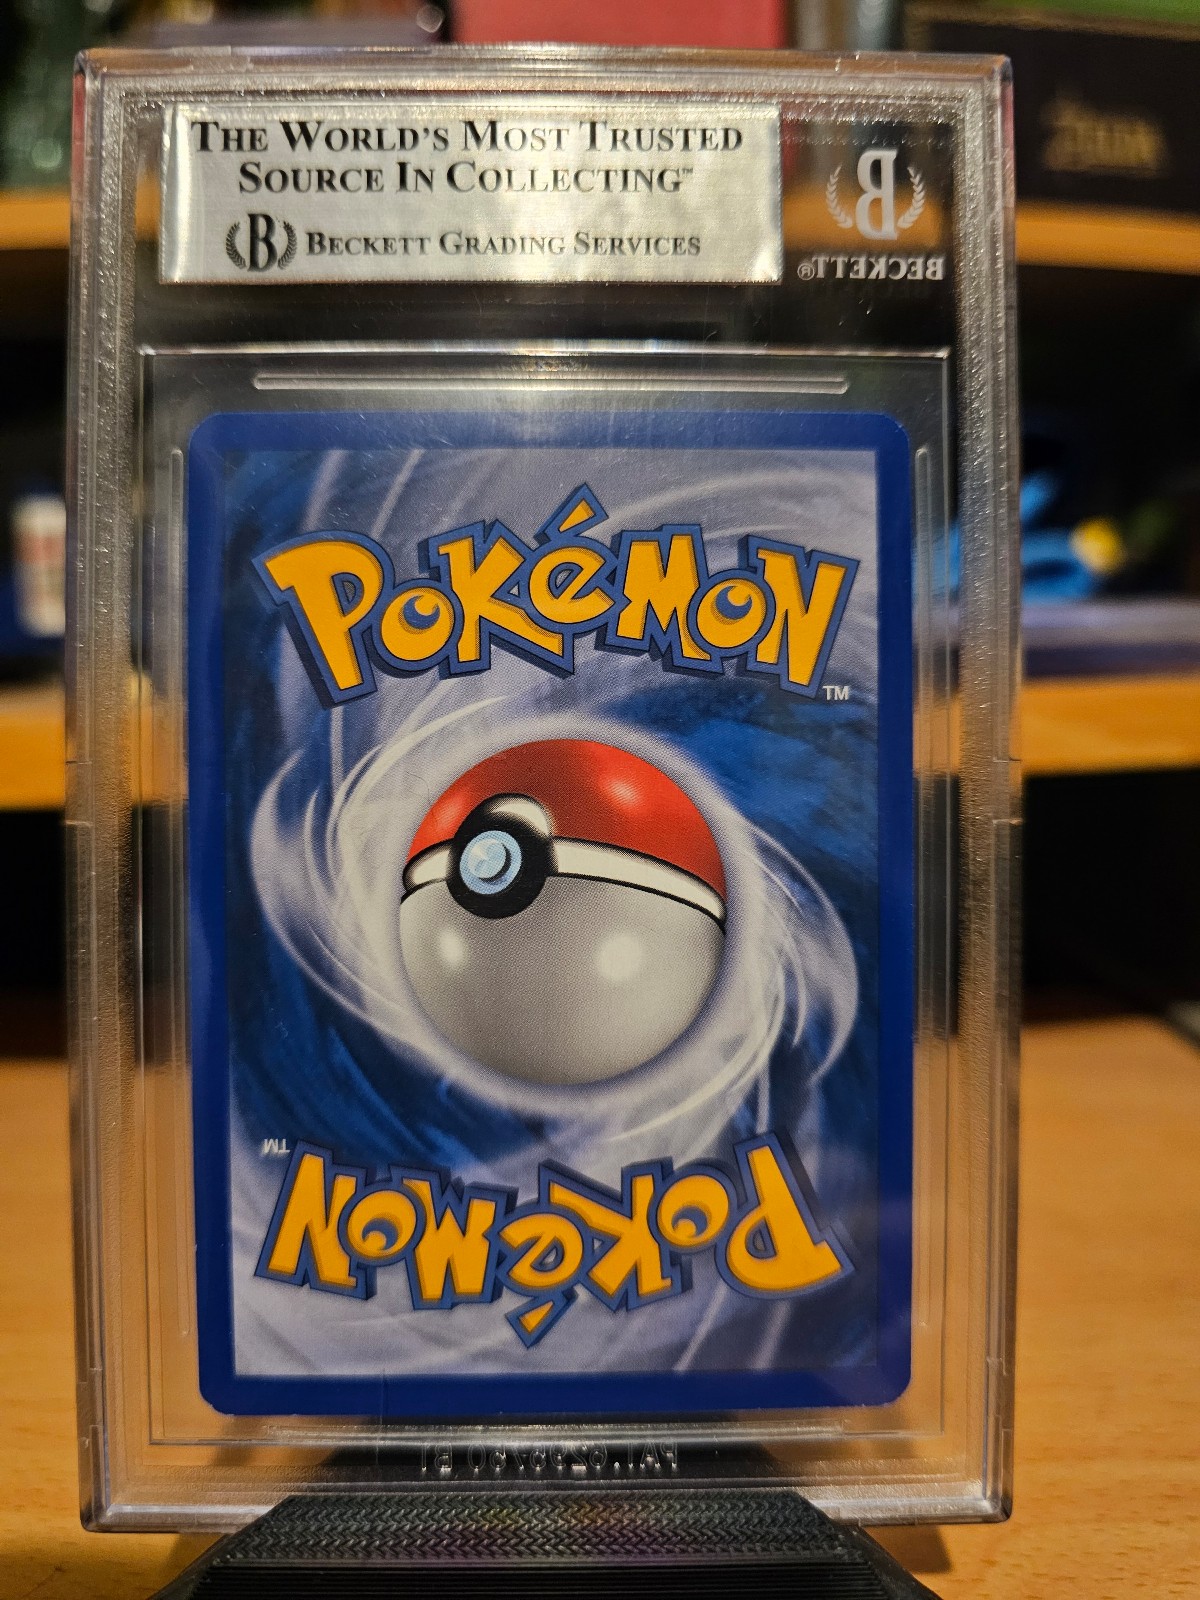 THE WORLD'S MOST TRUSTED
SOURCE IN COLLECTING™
B BECKETT GRADING SERVICES
B
BECKETT®
POKéMON
TM
TM
POKéMON